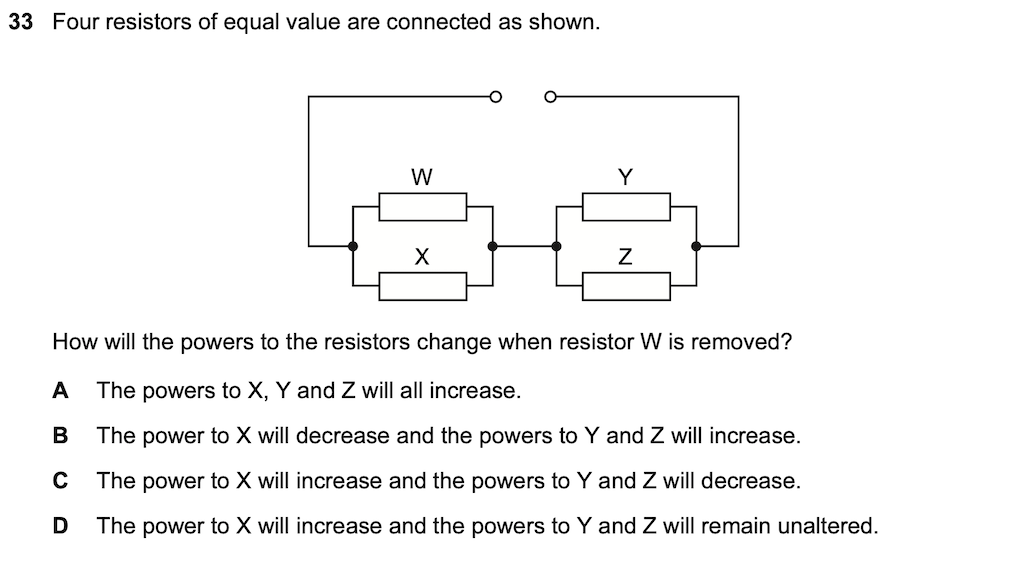 33 Four resistors of equal value are connected as shown.
W
Y
X
Z
How will the powers to the resistors change when resistor W is removed?
A The powers to X, Y and Z will all increase.
B The power to X will decrease and the powers to Y and Z will increase.
C The power to X will increase and the powers to Y and Z will decrease.
D The power to X will increase and the powers to Y and Z will remain unaltered.